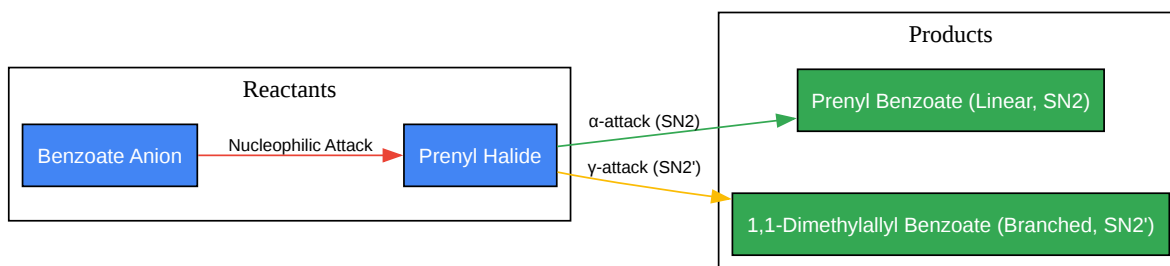 Products
Reactants
Prenyl Benzoate (Linear, SN2)
Benzoate Anion
Nucleophilic Attack
Prenyl Halide
α-attack (SN2)
γ-attack (SN2')
1,1-Dimethylallyl Benzoate (Branched, SN2')